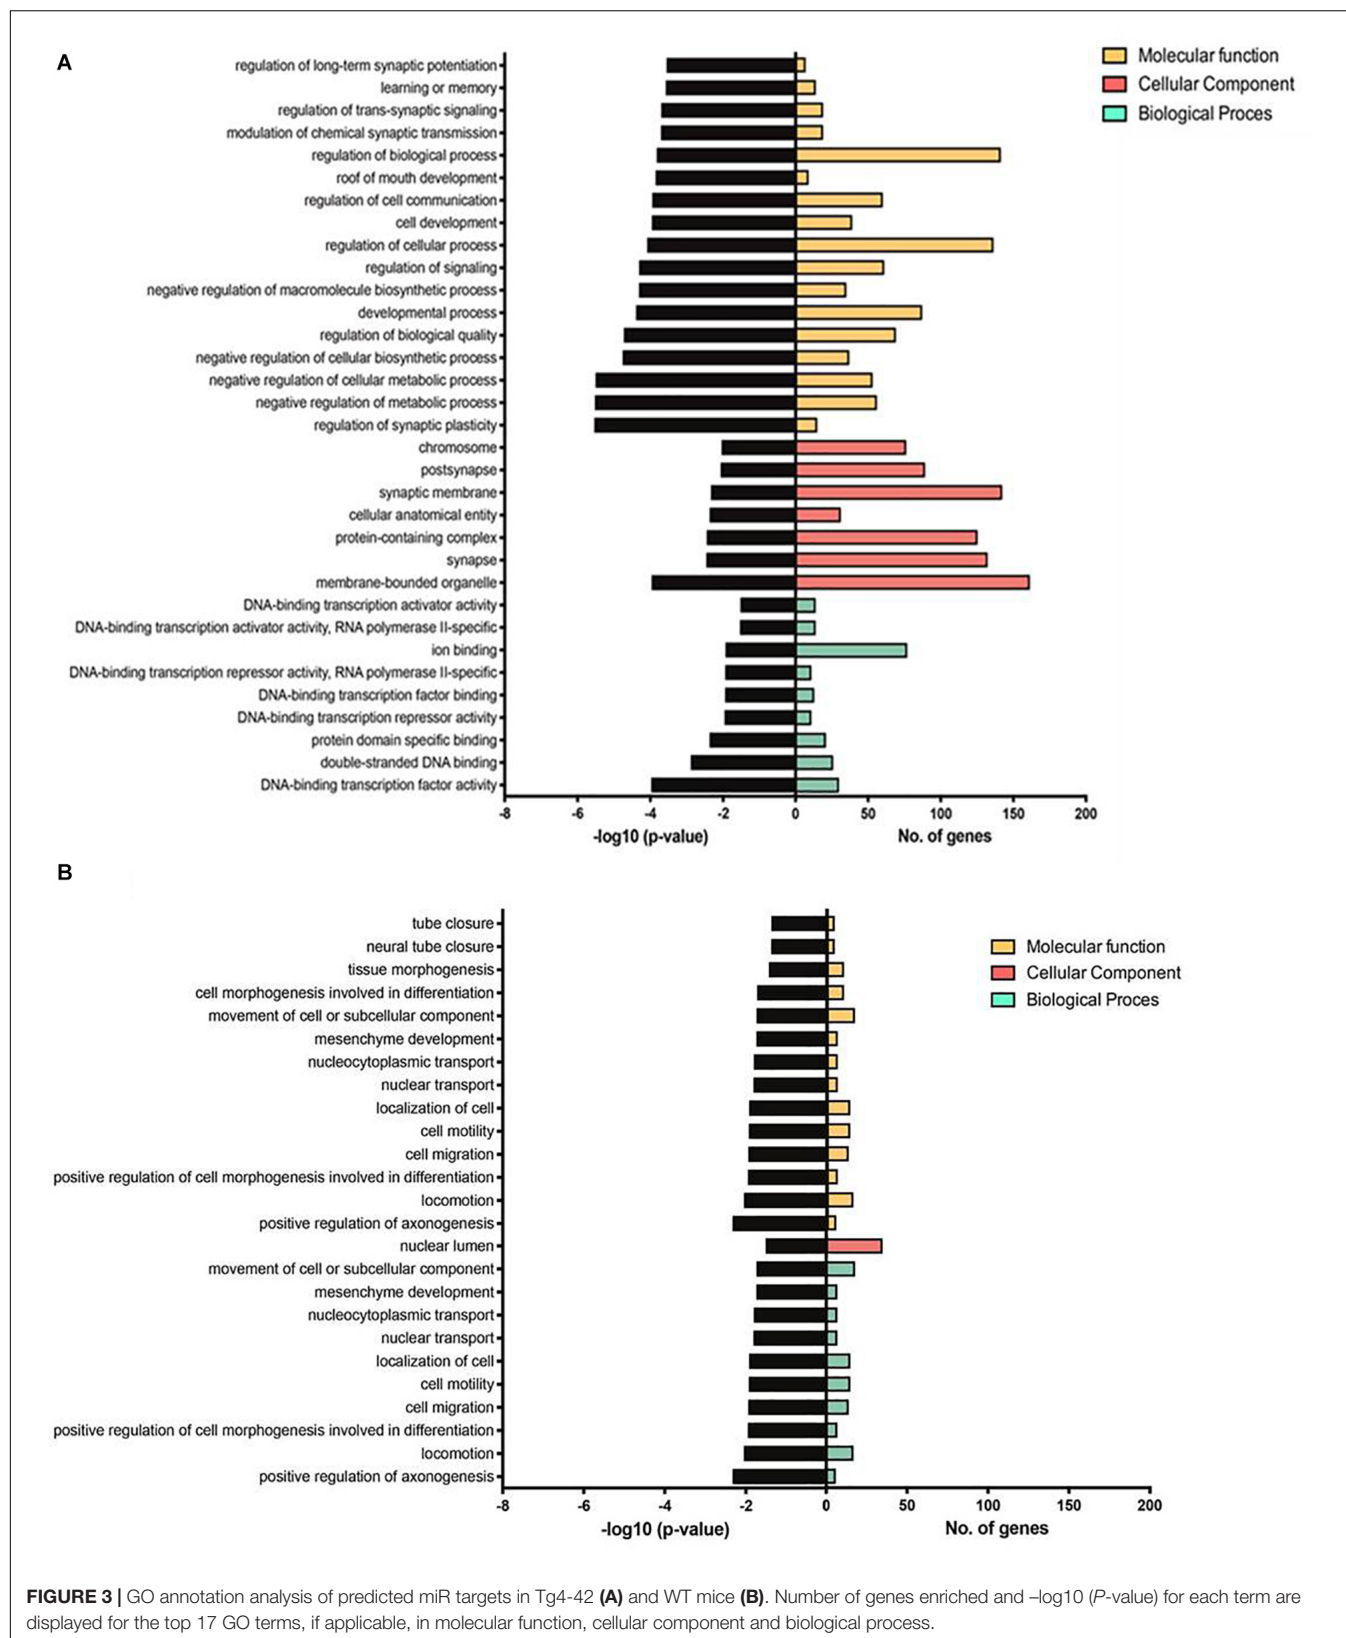 A
Molecular function
Cellular Component
Biological Proces
regulation of long-term synaptic potentiation
learning or memory
regulation of trans-synaptic signaling
modulation of chemical synaptic transmission
regulation of biological process
roof of mouth development
regulation of cell communication
cell development
regulation of cellular process
regulation of signaling
negative regulation of macromolecule biosynthetic process
developmental process
regulation of biological quality
negative regulation of cellular biosynthetic process
negative regulation of cellular metabolic process
negative regulation of metabolic process
regulation of synaptic plasticity
chromosome
postsynapse
synaptic membrane
cellular anatomical entity
protein-containing complex
synapse
membrane-bounded organelle
DNA-binding transcription activator activity
DNA-binding transcription activator activity, RNA polymerase II-specific
ion binding
DNA-binding transcription repressor activity, RNA polymerase II-specific
DNA-binding transcription factor binding
DNA-binding transcription repressor activity
protein domain specific binding
double-stranded DNA binding
DNA-binding transcription factor activity
-8 -6 -4 -2 0 50 100 150 200
-log10 (p-value) No. of genes
B
Molecular function
Cellular Component
Biological Proces
tube closure
neural tube closure
tissue morphogenesis
cell morphogenesis involved in differentiation
movement of cell or subcellular component
mesenchyme development
nucleocytoplasmic transport
nuclear transport
localization of cell
cell motility
cell migration
positive regulation of cell morphogenesis involved in differentiation
locomotion
positive regulation of axonogenesis
nuclear lumen
movement of cell or subcellular component
mesenchyme development
nucleocytoplasmic transport
nuclear transport
localization of cell
cell motility
cell migration
positive regulation of cell morphogenesis involved in differentiation
locomotion
positive regulation of axonogenesis
-8 -6 -4 -2 0 50 100 150 200
-log10 (p-value) No. of genes
FIGURE 3 | GO annotation analysis of predicted miR targets in Tg4-42 (A) and WT mice (B). Number of genes enriched and –log10 (P-value) for each term are
displayed for the top 17 GO terms, if applicable, in molecular function, cellular component and biological process.